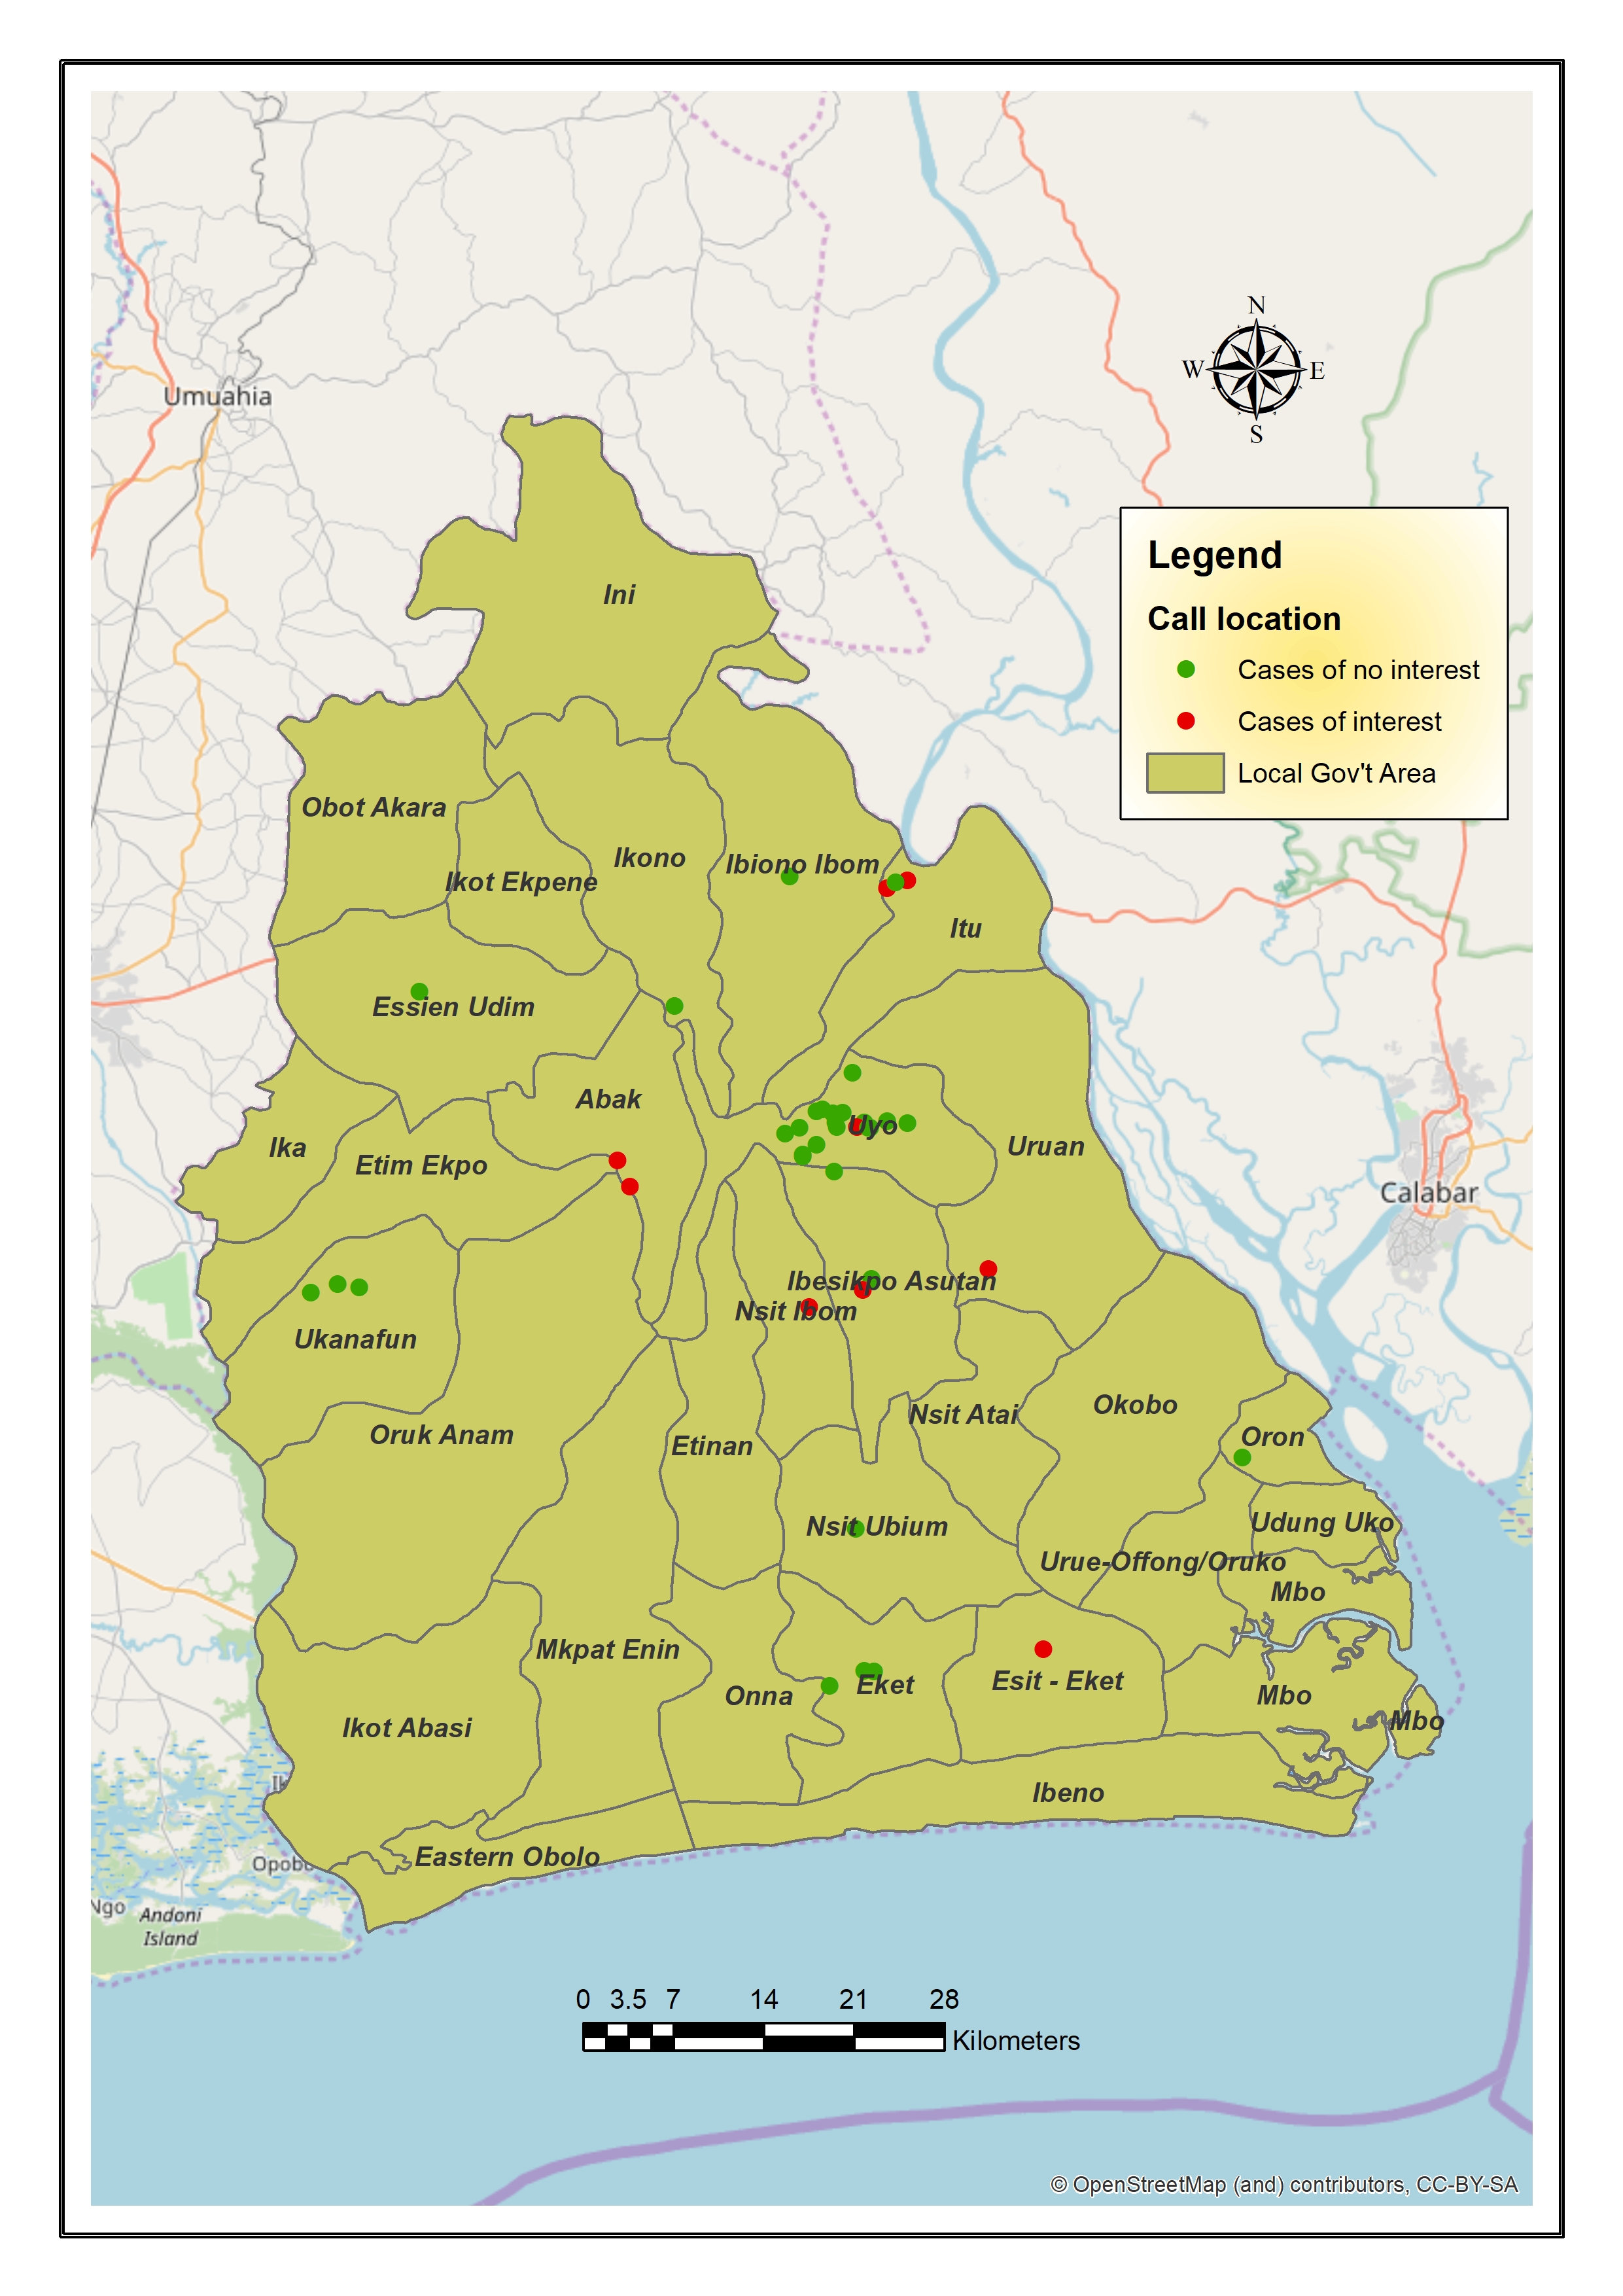 N
W E
S
Umuahia
Legend
Call location
Cases of no interest
Cases of interest
Local Gov't Area
Ini
Obot Akara
Ikot Ekpene
Ikono
Ibiono Ibom
Itu
Essien Udim
Abak
Uyo
Ika
Etim Ekpo
Uruan
Calabar
Ibesikpo Asutan
Nsit Ibom
Ukanafun
Okobo
Nsit Atai
Oruk Anam
Etinan
Oron
Nsit Ubium
Udung Uko
Urue-Offong/Oruko
Mbo
Mkpat Enin
Esit - Eket
Eket
Onna
Mbo
Mbo
Ikot Abasi
Ik
Ibeno
Eastern Obolo
Opobo
Ngo
Andoni
Island
0 3.5 7 14 21 28
Kilometers
© OpenStreetMap (and) contributors, CC-BY-SA